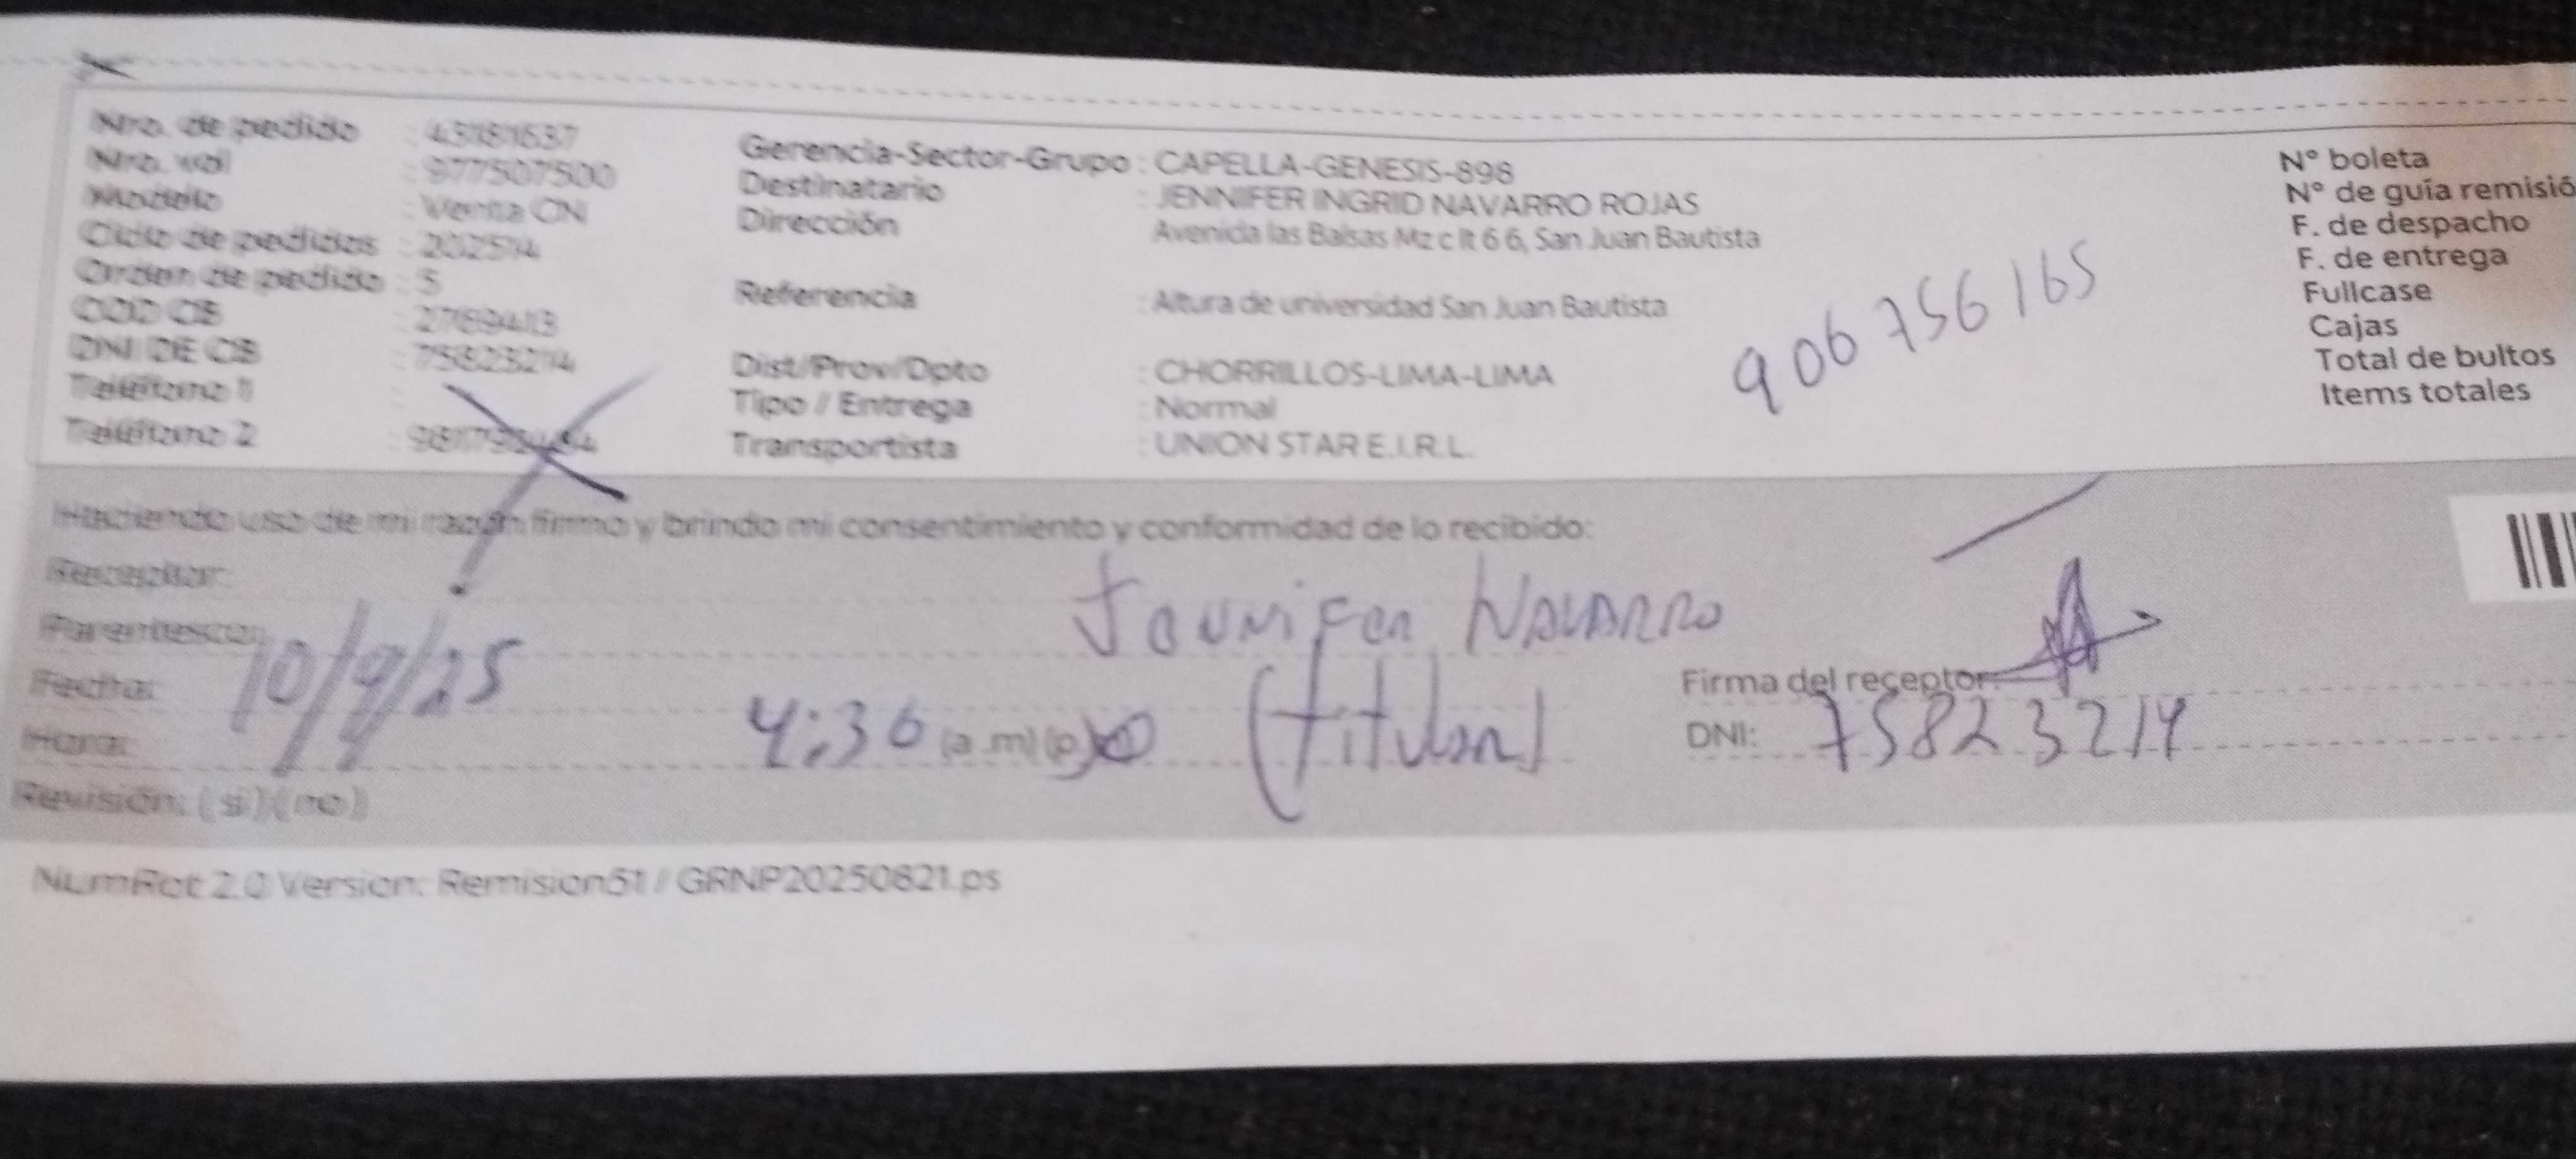 Nro. de pedido : 43181637
Nro. wal : 977507500
Modelo : Venta CN
Ciclo de pedidos : 202514
Orden de pedido : 5
COD CB : 2769413
DNI DE CB : 75823214
Teléfono 1 :
Teléfono 2 :
Gerencia-Sector-Grupo : CAPELLA-GENESIS-898
Destinatario : JENNIFER INGRID NAVARRO ROJAS
Dirección : Avenida las Balsas Mz c lt 6 6, San Juan Bautista
Referencia : Altura de universidad San Juan Bautista
Dist/Prov/Dpto : CHORRILLOS-LIMA-LIMA
Tipo / Entrega : Normal
Transportista : UNION STAR E.I.R.L.
906756165
N° boleta
N° de guía remisió
F. de despacho
F. de entrega
Fullcase
Cajas
Total de bultos
Items totales
Haciendo uso de mi razón firmo y brindo mi consentimiento y conformidad de lo recibido:
Receptor:
Jennifer Navarro
Parentesco:
(titular)
Fecha: 10/9/25
Hora: 4:36 (a .m) (p
Revisión: (si) (no)
Firma del receptor:
DNI: 75823214
NumRot 2.0 Version: Remision51 / GRNP20250821.ps